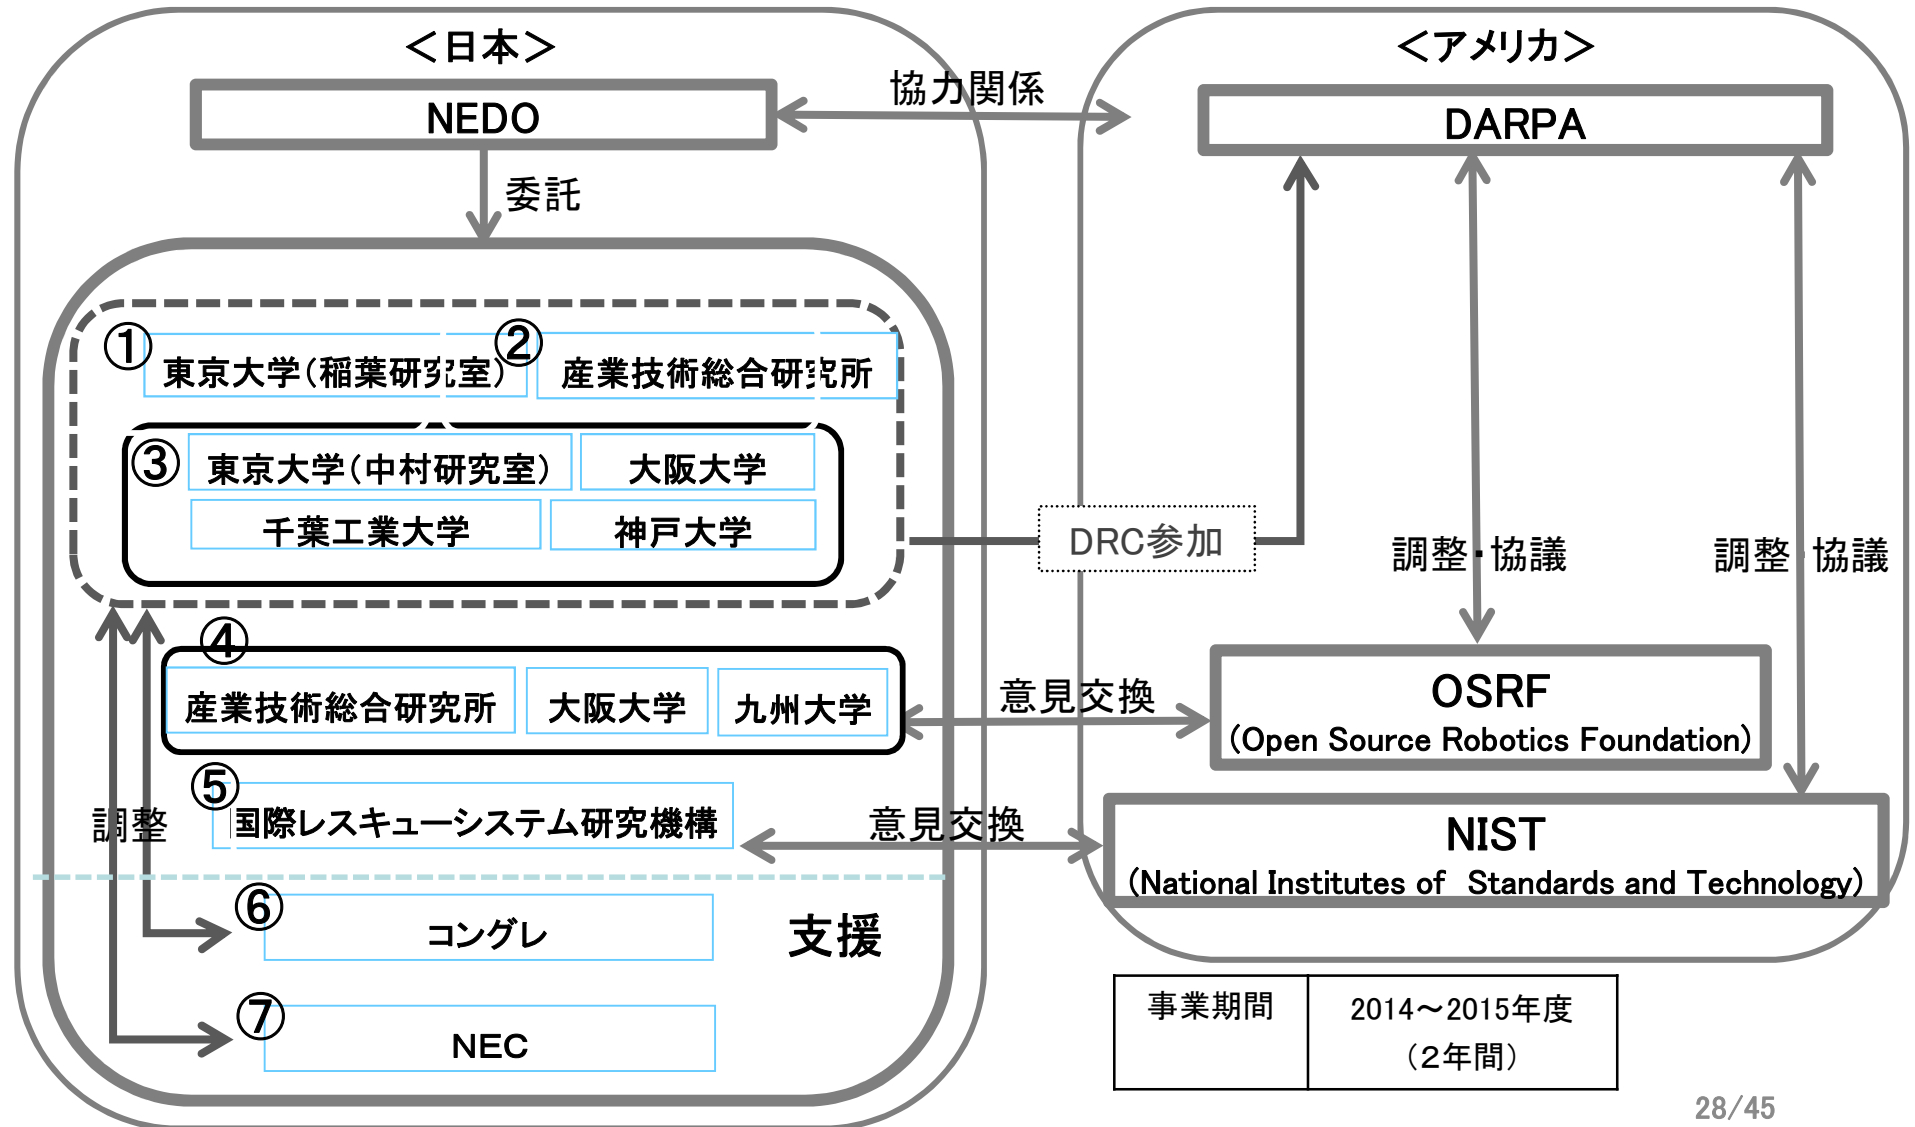 ＜日本＞
NEDO
委託
①
東京大学（稲葉研究室）
②
産業技術総合研究所
③
東京大学（中村研究室）
大阪大学
千葉工業大学
神戸大学
④
産業技術総合研究所
大阪大学
九州大学
⑤
国際レスキューシステム研究機構
調整
⑥
コングレ
支援
⑦
NEC
協力関係
DRC参加
意見交換
意見交換
＜アメリカ＞
DARPA
調整・協議
調整・協議
OSRF
（Open Source Robotics Foundation）
NIST
（National Institutes of Standards and Technology）
事業期間
2014～2015年度
（２年間）
28/45